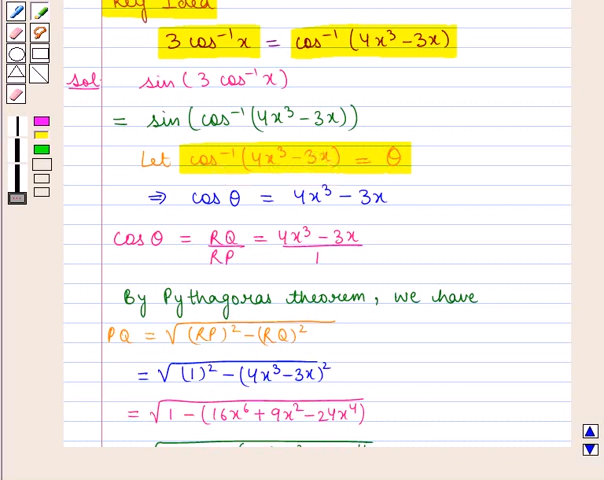 Key Idea
3 cos⁻¹x = cos⁻¹ (4x³ – 3x)
Sol: sin( 3 cos⁻¹ x )
= sin( cos⁻¹ (4x³ – 3x))
Let cos⁻¹(4x³ – 3x) = θ
⇒ cos θ = 4x³ – 3x
cos θ = RQ/RP = (4x³ – 3x)/1
By Pythagoras theorem, we have
PQ = √((RP)² – (RQ)²)
= √((1)² – (4x³ – 3x)²)
= √(1 – (16x⁶ + 9x² – 24x⁴))